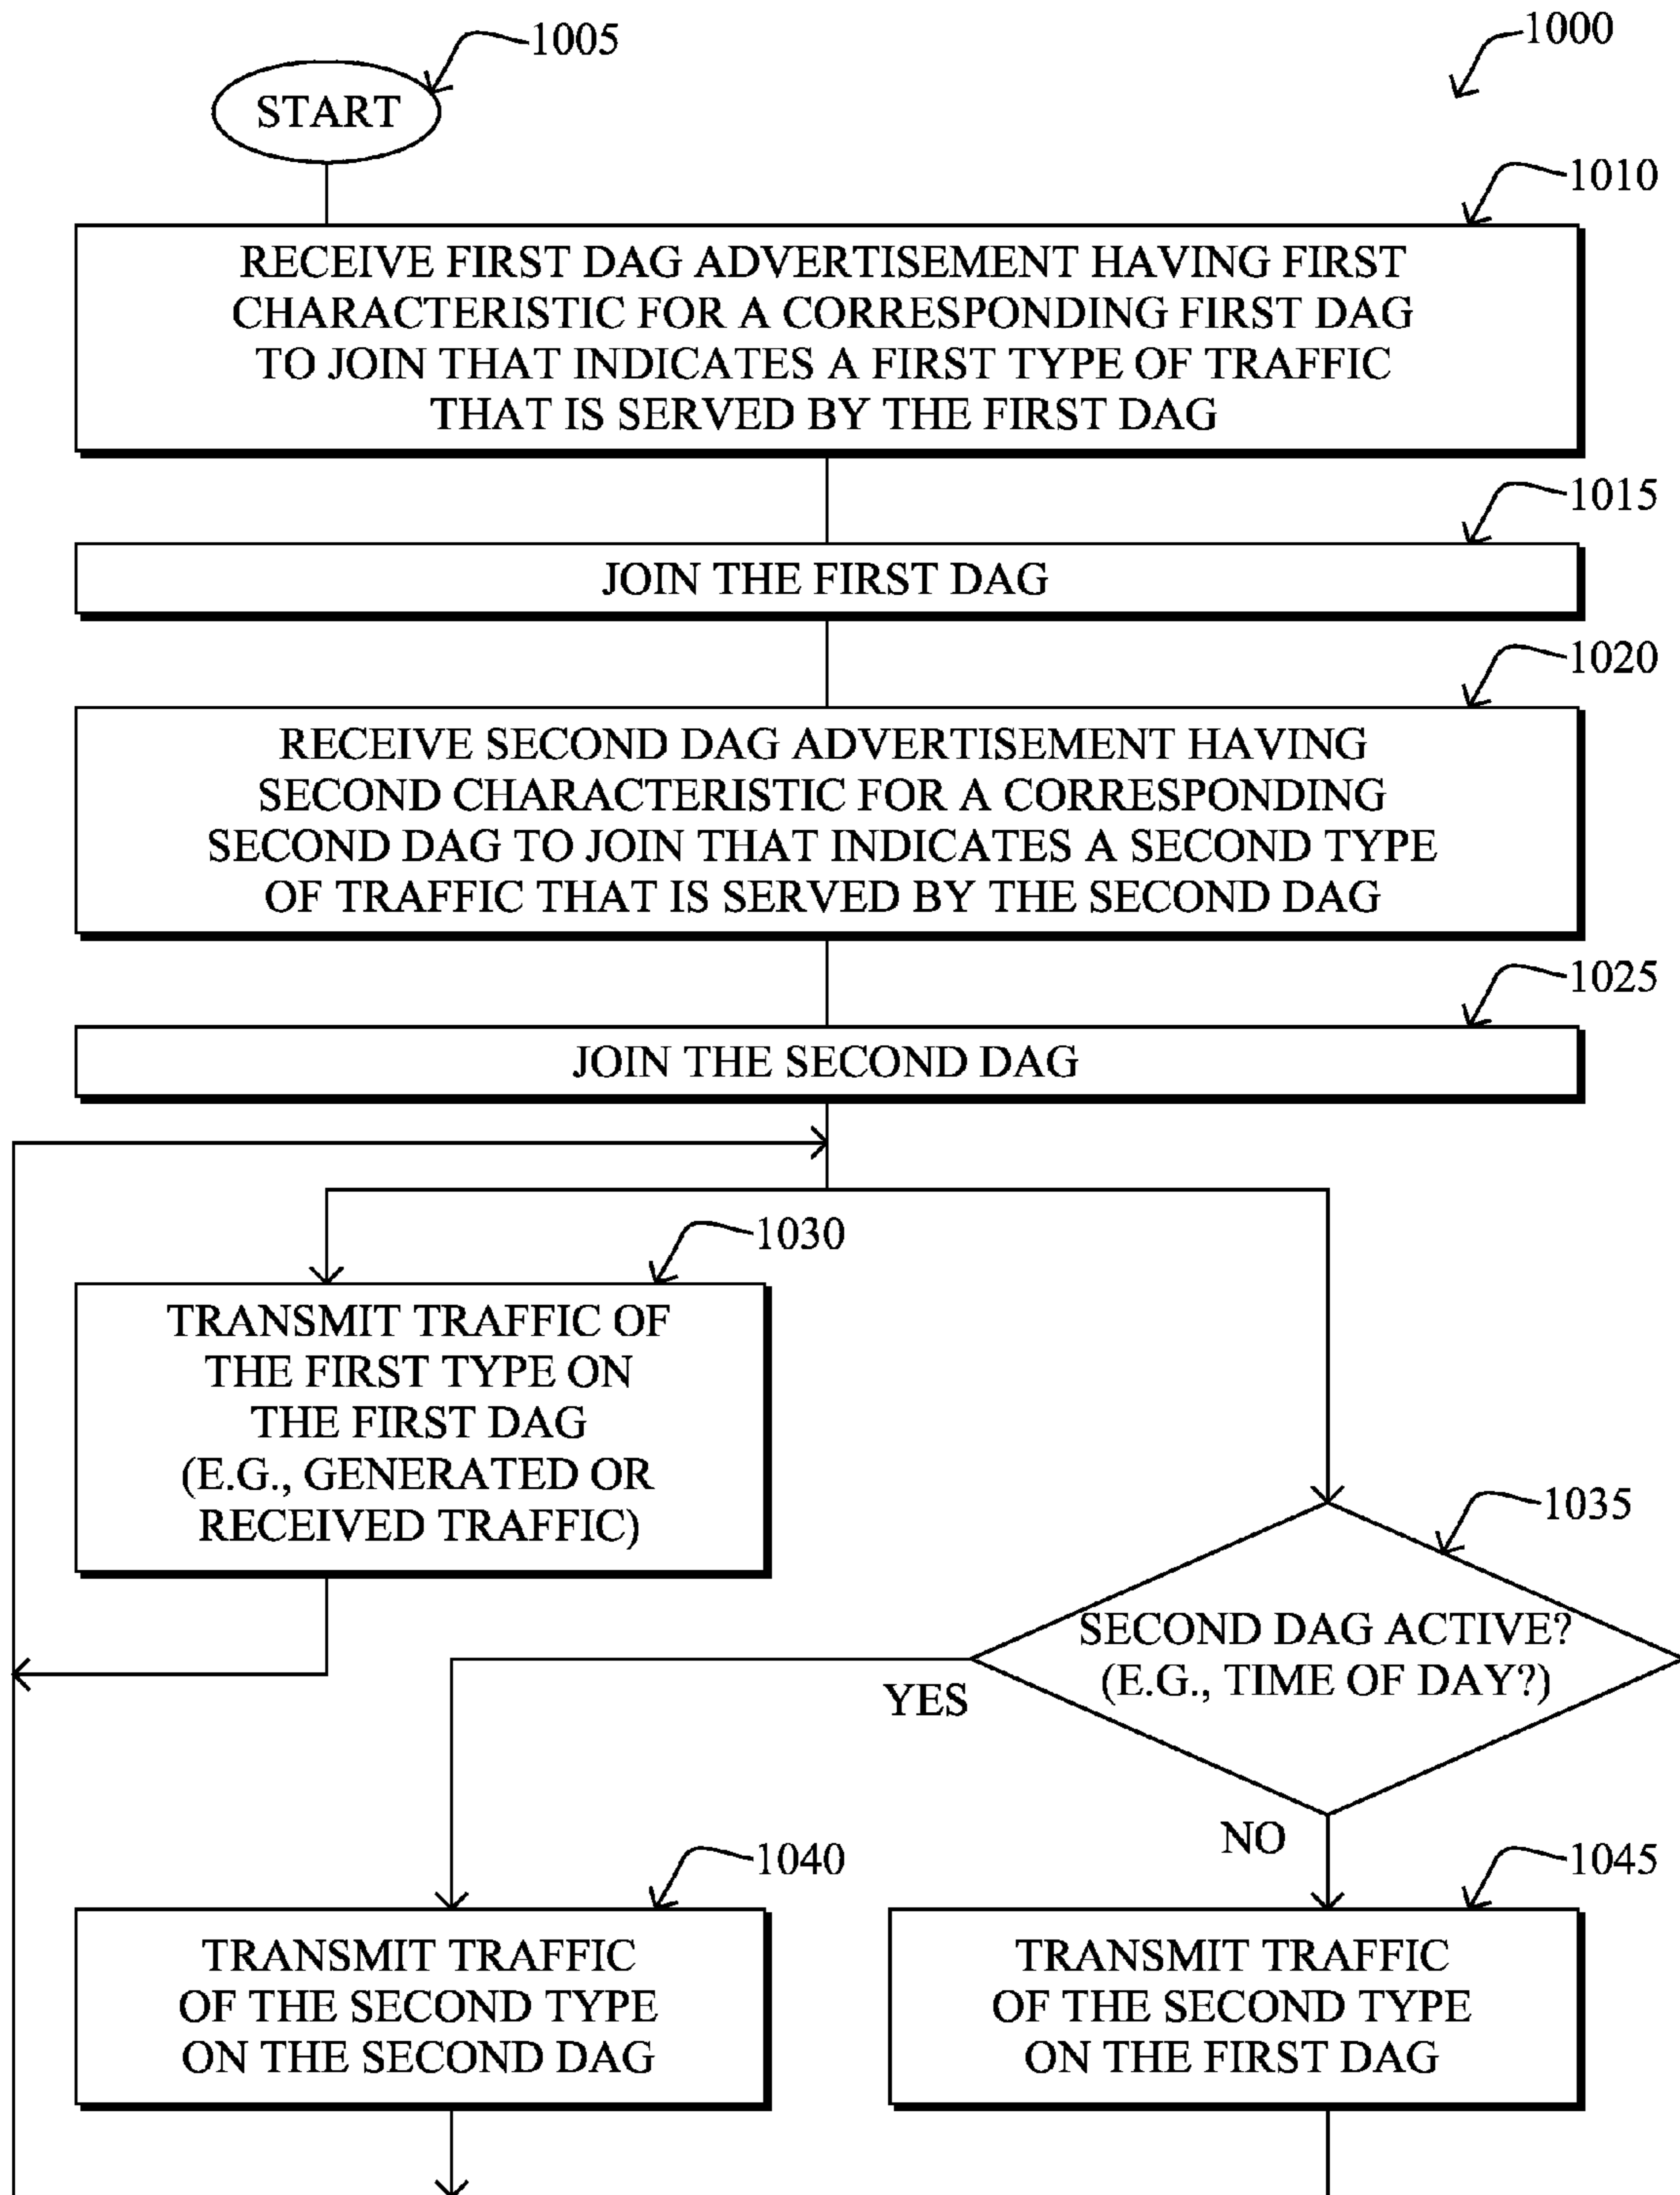 1005
1000
START
1010
RECEIVE FIRST DAG ADVERTISEMENT HAVING FIRST
CHARACTERISTIC FOR A CORRESPONDING FIRST DAG
TO JOIN THAT INDICATES A FIRST TYPE OF TRAFFIC
THAT IS SERVED BY THE FIRST DAG
1015
JOIN THE FIRST DAG
1020
RECEIVE SECOND DAG ADVERTISEMENT HAVING
SECOND CHARACTERISTIC FOR A CORRESPONDING
SECOND DAG TO JOIN THAT INDICATES A SECOND TYPE
OF TRAFFIC THAT IS SERVED BY THE SECOND DAG
1025
JOIN THE SECOND DAG
1030
TRANSMIT TRAFFIC OF
THE FIRST TYPE ON
THE FIRST DAG
(E.G., GENERATED OR
RECEIVED TRAFFIC)
1035
SECOND DAG ACTIVE?
(E.G., TIME OF DAY?)
YES
NO
1040
TRANSMIT TRAFFIC
OF THE SECOND TYPE
ON THE SECOND DAG
1045
TRANSMIT TRAFFIC
OF THE SECOND TYPE
ON THE FIRST DAG